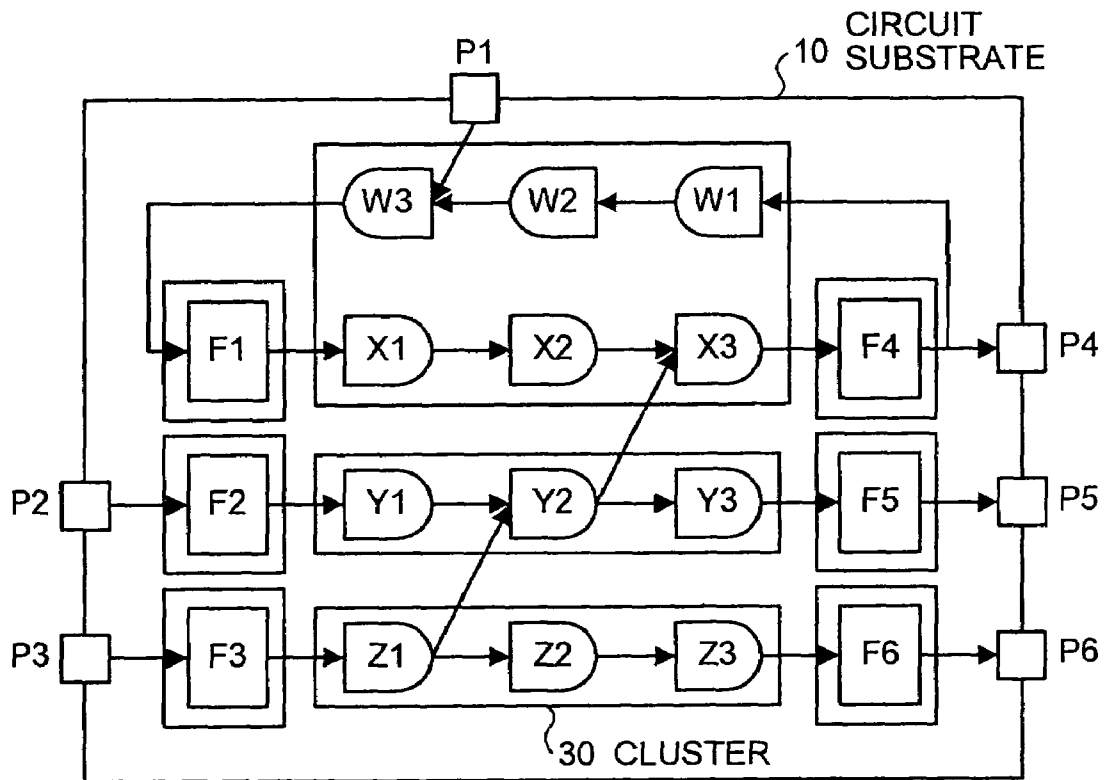 CIRCUIT
10 SUBSTRATE
P1
W3 W2 W1
F1 X1 X2 X3 F4 P4
P2 F2 Y1 Y2 Y3 F5 P5
P3 F3 Z1 Z2 Z3 F6 P6
30 CLUSTER